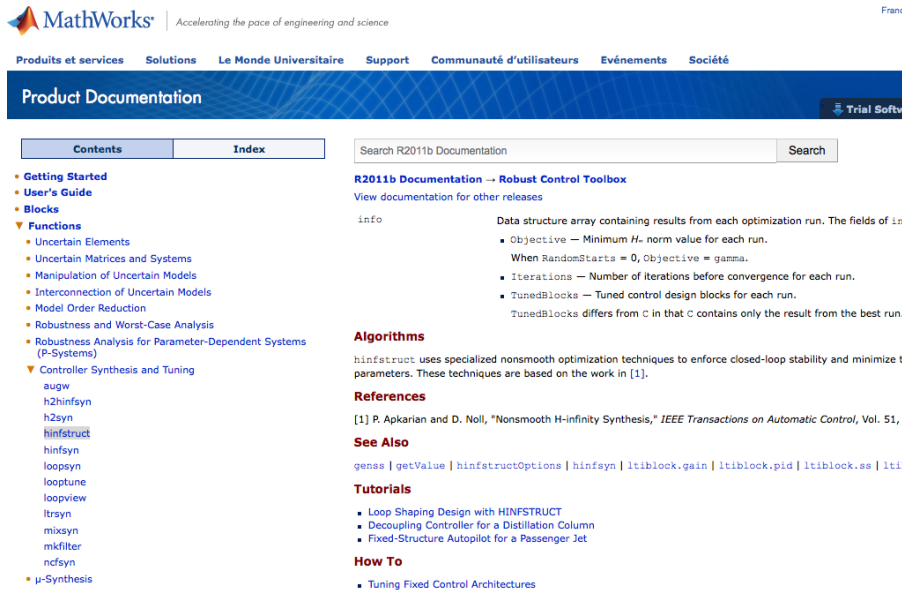 MathWorks
Accelerating the pace of engineering and science
Produits et services Solutions Le Monde Universitaire Support Communauté d'utilisateurs Evénements Société
Product Documentation
Contents Index
Getting Started
User's Guide
Blocks
Functions
Uncertain Elements
Uncertain Matrices and Systems
Manipulation of Uncertain Models
Interconnection of Uncertain Models
Model Order Reduction
Robustness and Worst-Case Analysis
Robustness Analysis for Parameter-Dependent Systems
(P-Systems)
Controller Synthesis and Tuning
augw
h2hinfsyn
h2syn
hinfstruct
hinfsyn
loopsyn
looptune
loopview
ltrsyn
mixsyn
mkfilter
ncfsyn
μ-Synthesis
Trial
Search R2011b Documentation Search
R2011b Documentation → Robust Control Toolbox
View documentation for other releases
info Data structure array containing results from each optimization run. The fields of
Objective — Minimum H∞ norm value for each run.
When RandomStarts = 0, Objective = gamma.
Iterations — Number of iterations before convergence for each run.
TunedBlocks — Tuned control design blocks for each run.
TunedBlocks differs from C in that C contains only the result from the best run.
Algorithms
hinfstruct uses specialized nonsmooth optimization techniques to enforce closed-loop stability and minimize
parameters. These techniques are based on the work in [1].
References
[1] P. Apkarian and D. Noll, "Nonsmooth H-infinity Synthesis," IEEE Transactions on Automatic Control, Vol. 51,
See Also
genss | getValue | hinfstructOptions | hinfsyn | ltiblock.gain | ltiblock.pid | ltiblock.ss |
Tutorials
Loop Shaping Design with HINFSTRUCT
Decoupling Controller for a Distillation Column
Fixed-Structure Autopilot for a Passenger Jet
How To
Tuning Fixed Control Architectures